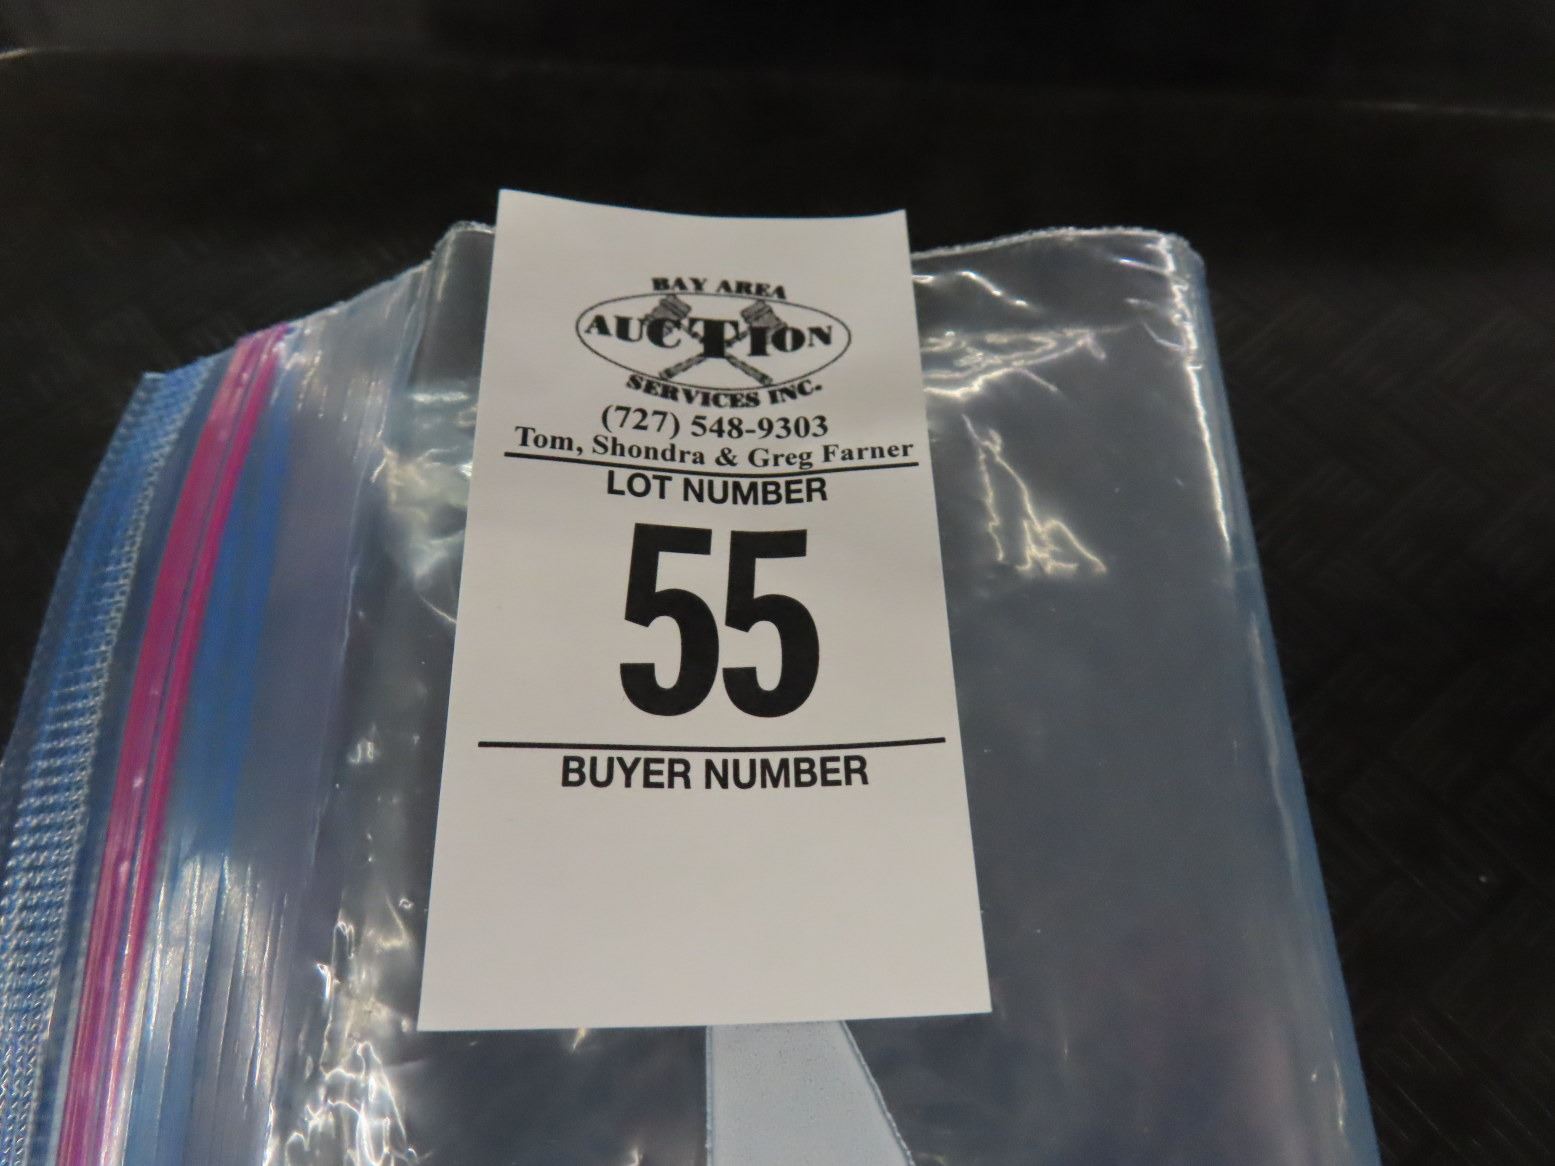 BAY AREA
AUCTION
SERVICES INC.
(727) 548-9303
Tom, Shondra & Greg Farner
LOT NUMBER
55
BUYER NUMBER